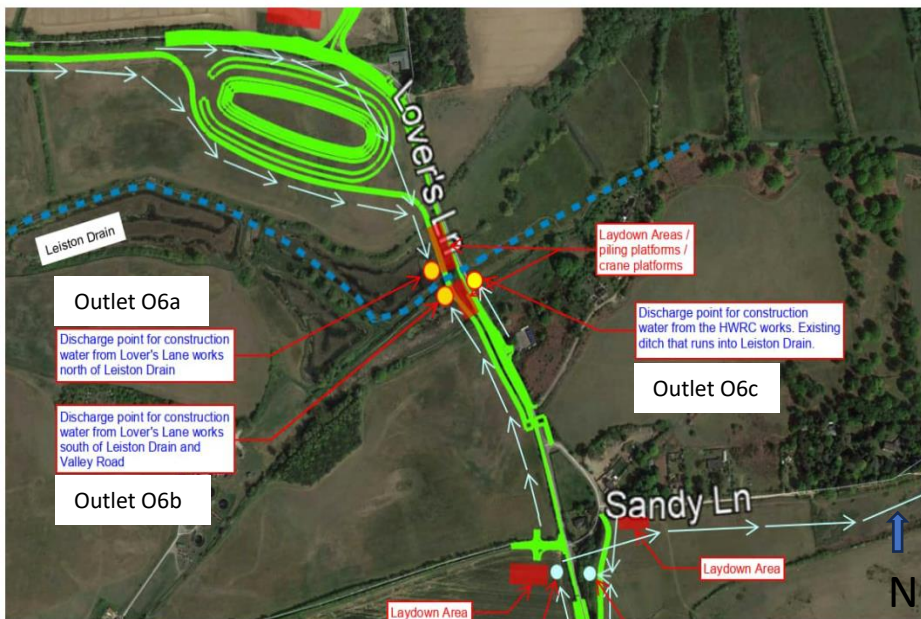 Lover's Ln
Leiston Drain
Laydown Areas /
piling platforms /
crane platforms
Outlet O6a
Discharge point for construction
water from Lover's Lane works
north of Leiston Drain
Discharge point for construction
water from the HWRC works. Existing
ditch that runs into Leiston Drain.
Outlet O6c
Discharge point for construction
water from Lover's Lane works
south of Leiston Drain and
Valley Road
Outlet O6b
Sandy Ln
Laydown Area
Laydown Area
N